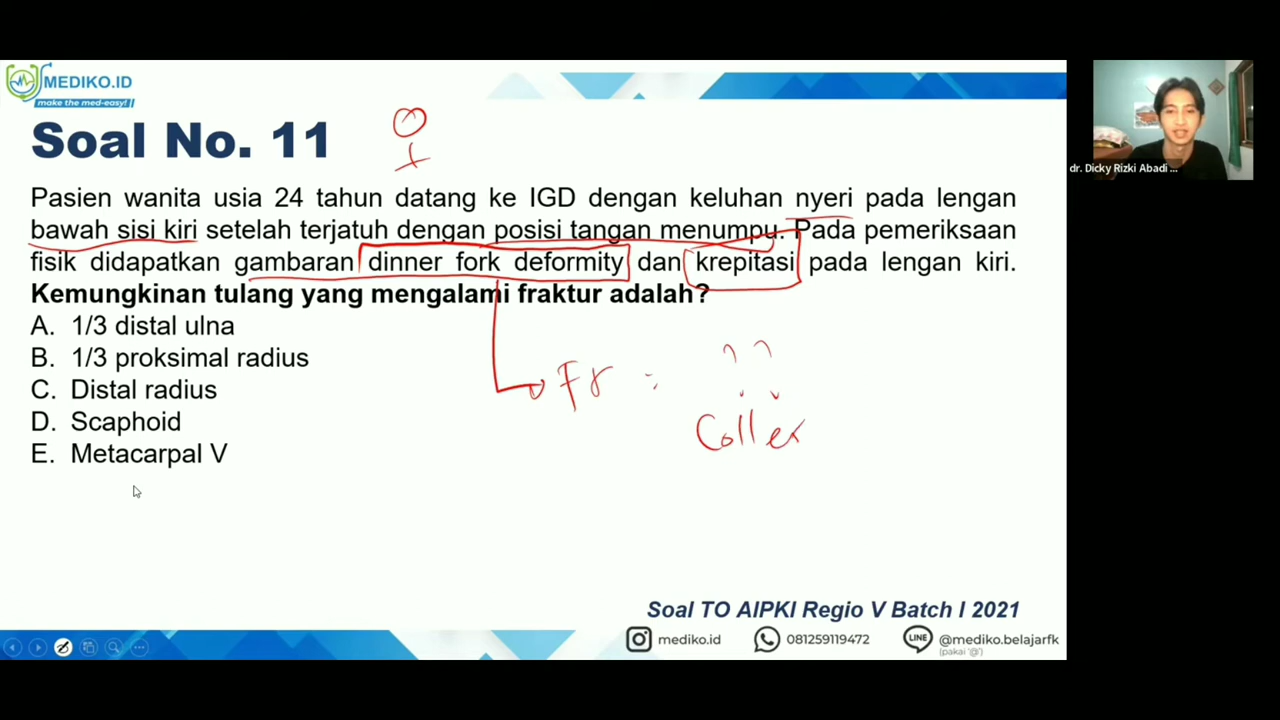 MEDIKO.ID
make the med-easy!
Soal No. 11
Pasien wanita usia 24 tahun datang ke IGD dengan keluhan nyeri pada lengan
bawah sisi kiri setelah terjatuh dengan posisi tangan menumpu. Pada pemeriksaan
fisik didapatkan gambaran dinner fork deformity dan krepitasi pada lengan kiri.
Kemungkinan tulang yang mengalami fraktur adalah?
A. 1/3 distal ulna
B. 1/3 proksimal radius
C. Distal radius
D. Scaphoid
E. Metacarpal V
Fr :
Colles
Soal TO AIPKI Regio V Batch I 2021
mediko.id
081259119472
LINE
@mediko.belajarfk
(pakai '@')
dr. Dicky Rizki Abadi ...